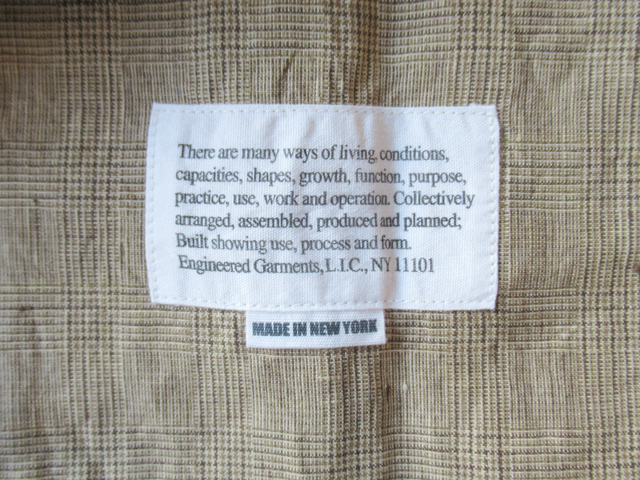 There are many ways of living, conditions,
capacities, shapes, growth, function, purpose,
practice, use, work and operation. Collectively
arranged, assembled, produced and planned;
Built showing use, process and form.
Engineered Garments, L.I.C., NY 11101
MADE IN NEW YORK